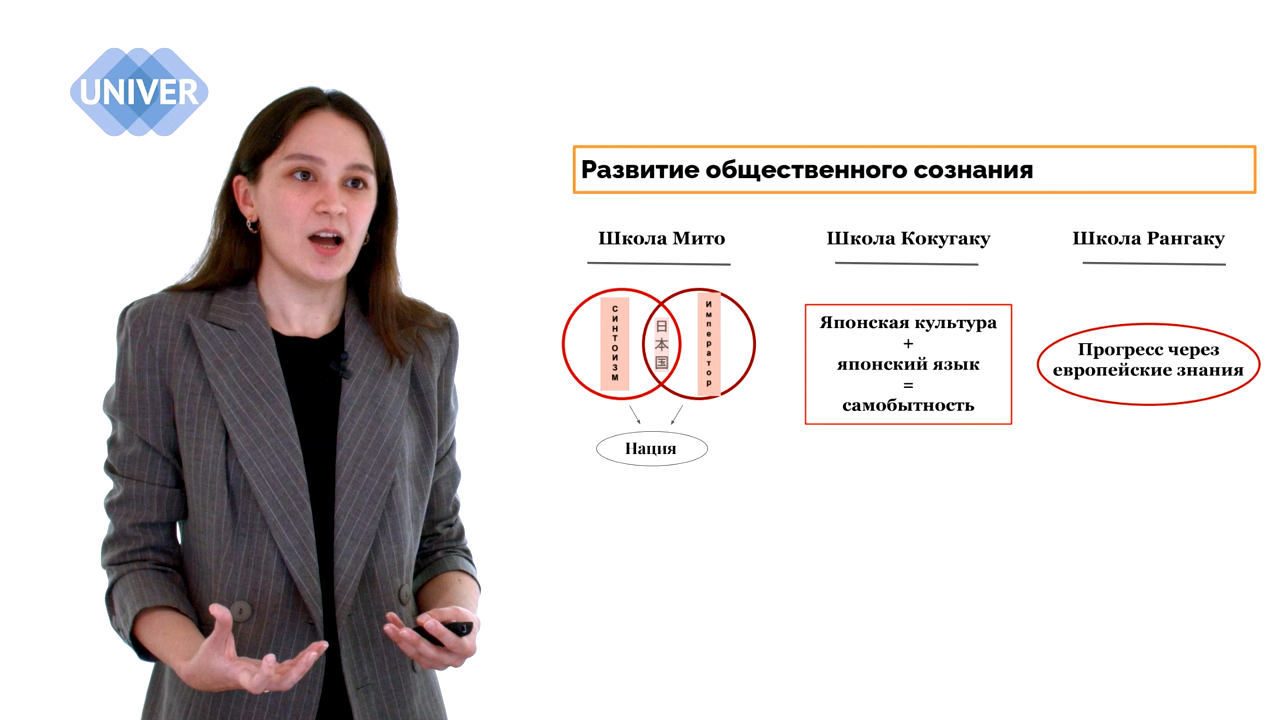 UNIVER
Развитие общественного сознания
Школа Мито
Школа Кокугаку
Школа Рангаку
СИНТОИЗМ
日本国
Император
Нация
Японская культура
+
японский язык
=
самобытность
Прогресс через
европейские знания